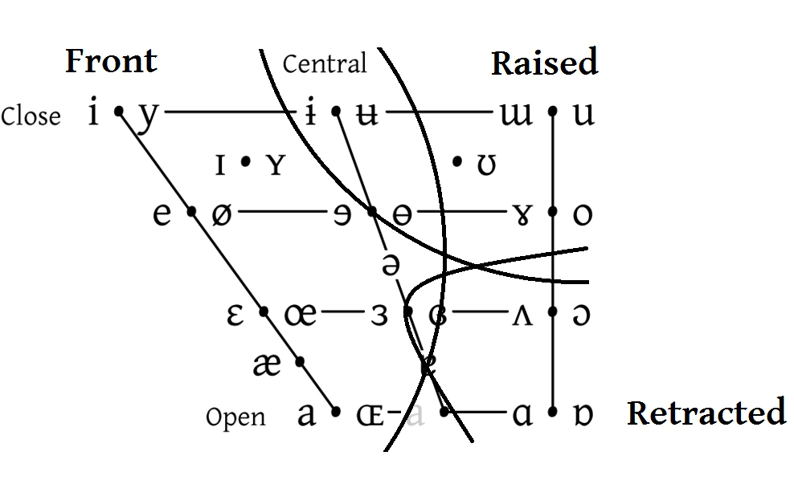 Front Central Raised
Close i y ɨ ʉ ɯ u
ɪ ʏ ʊ
e ø ɘ ɵ ɤ o
ə
ɛ œ ɜ ɞ ʌ ɔ
æ ɐ
Open a Œ a ɑ ɒ Retracted